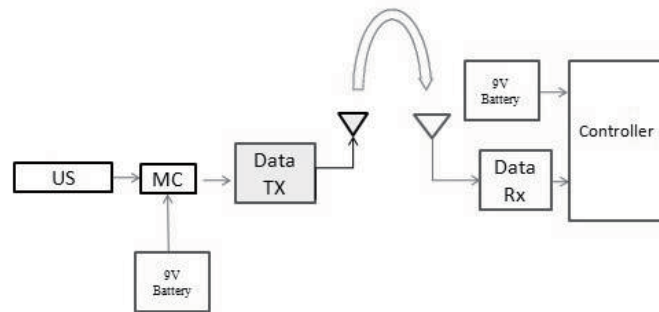 US
MC
9V
Battery
Data
TX
9V
Battery
Data
Rx
Controller